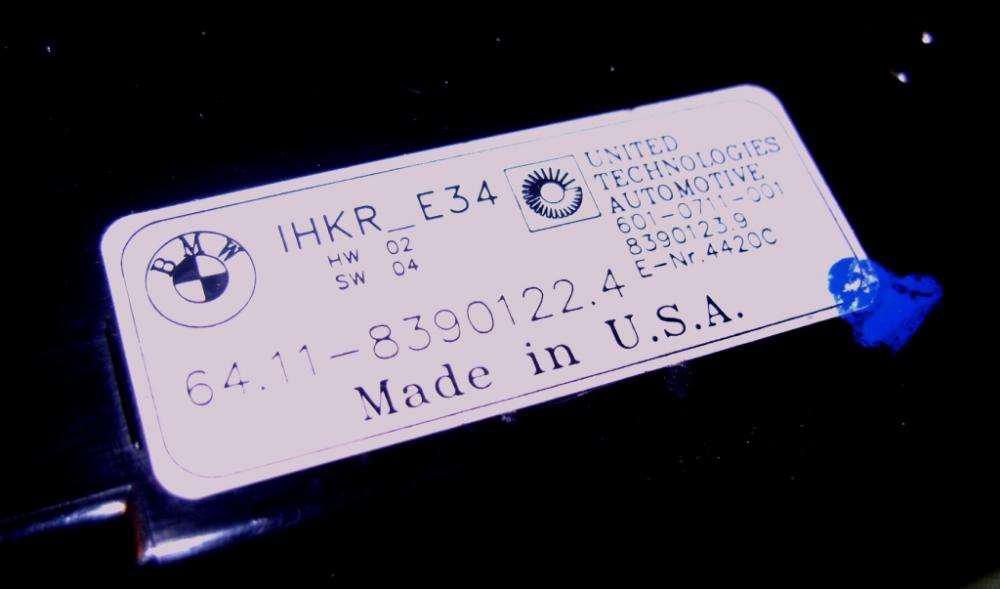 BMW
IHKR_E34
HW 02
SW 04
UNITED
TECHNOLOGIES
AUTOMOTIVE
601-0711-001
8390123.9
E-Nr.4420C
64.11-8390122.4
Made in U.S.A.